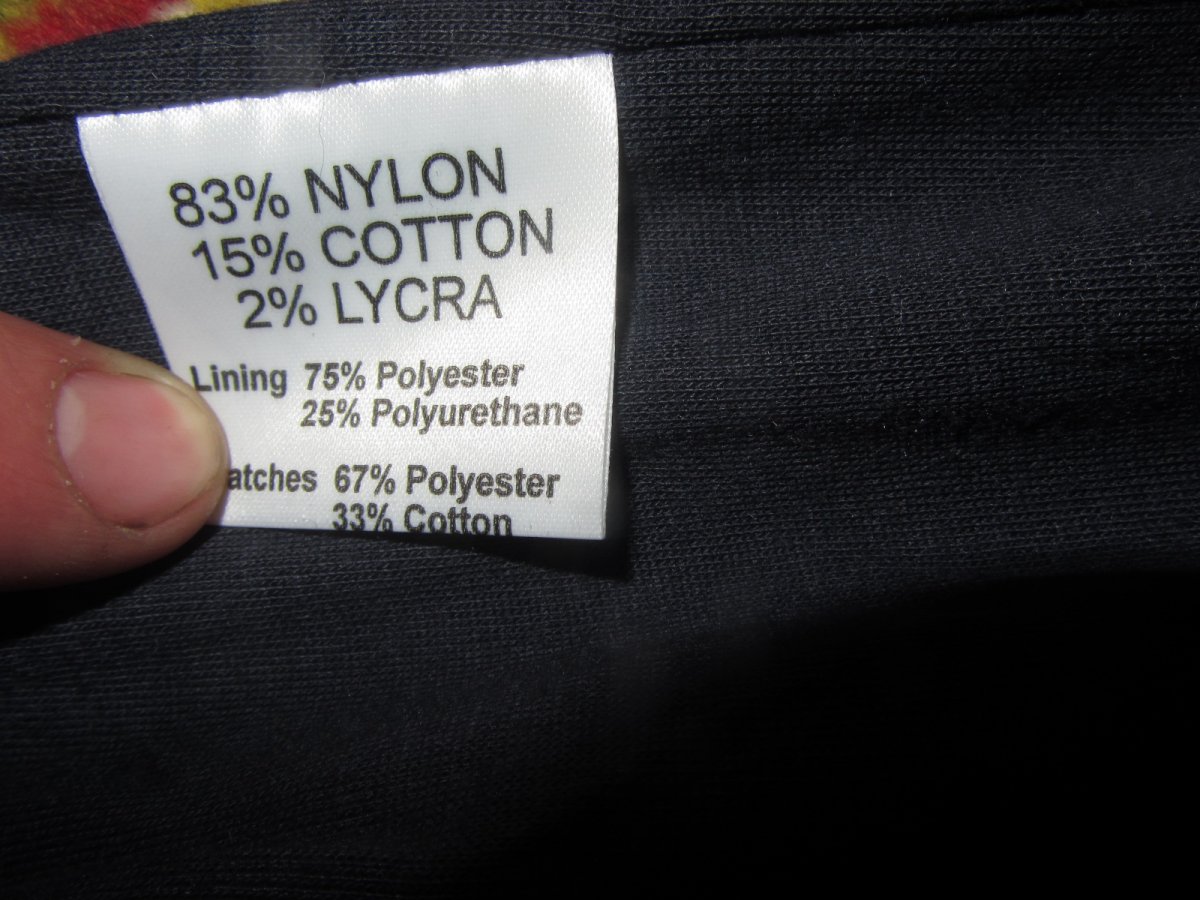 83% NYLON
15% COTTON
2% LYCRA
Lining 75% Polyester
25% Polyurethane
atches 67% Polyester
33% Cotton